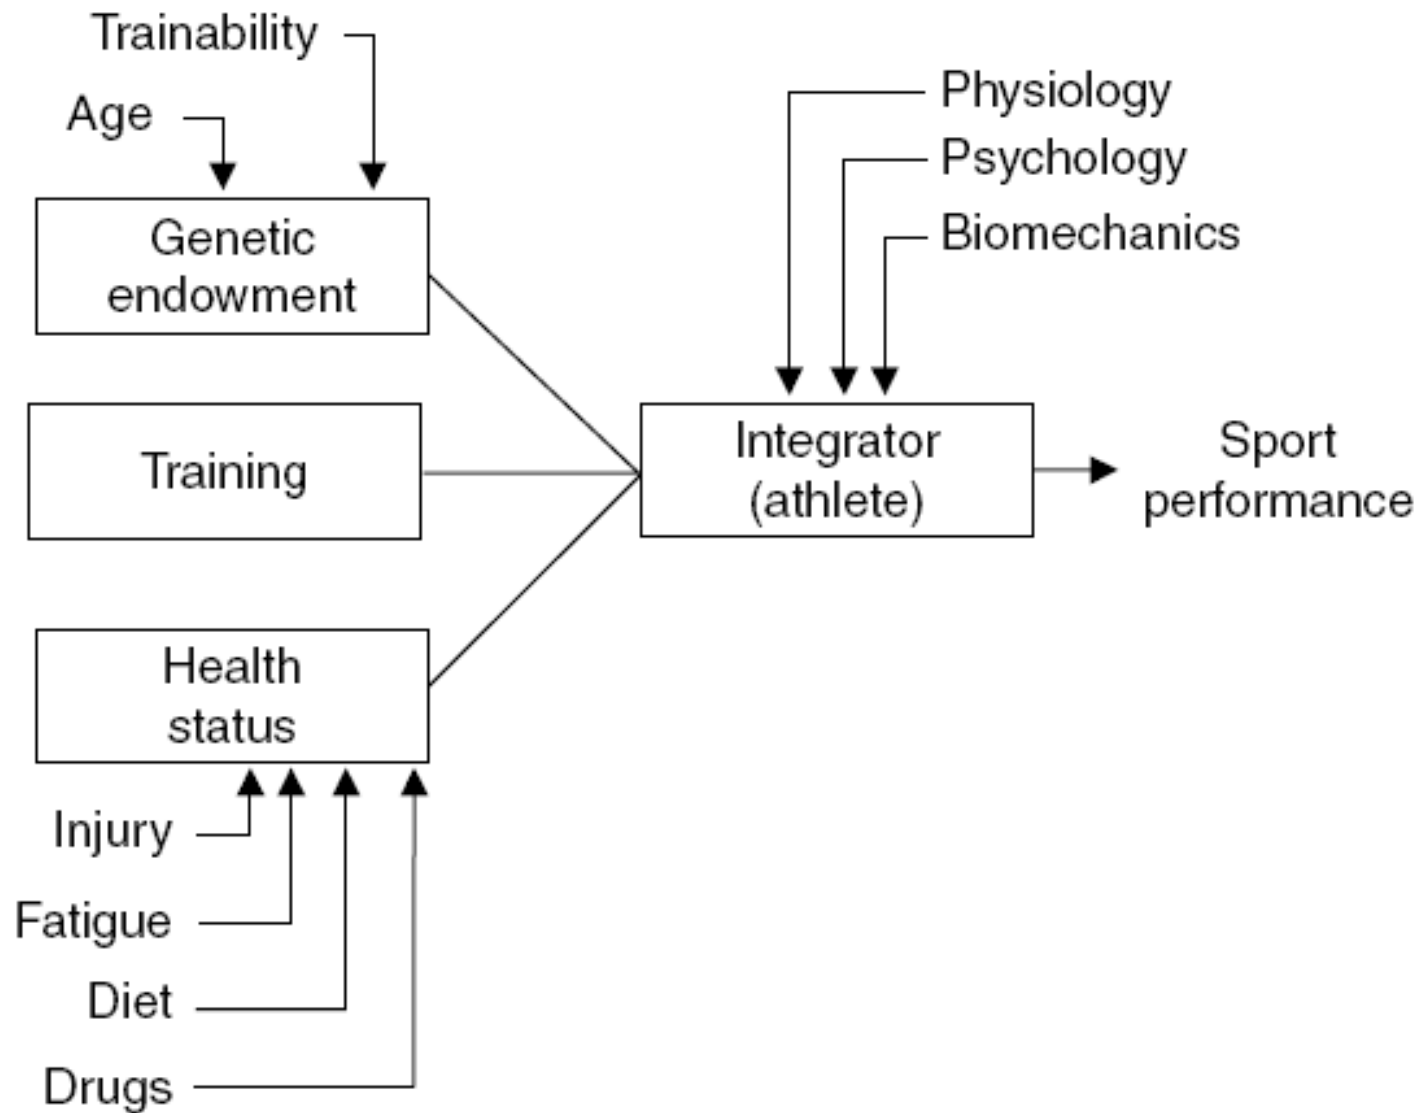 Trainability
Age
Genetic
endowment
Training
Health
status
Injury
Fatigue
Diet
Drugs
Physiology
Psychology
Biomechanics
Integrator
(athlete)
Sport
performance